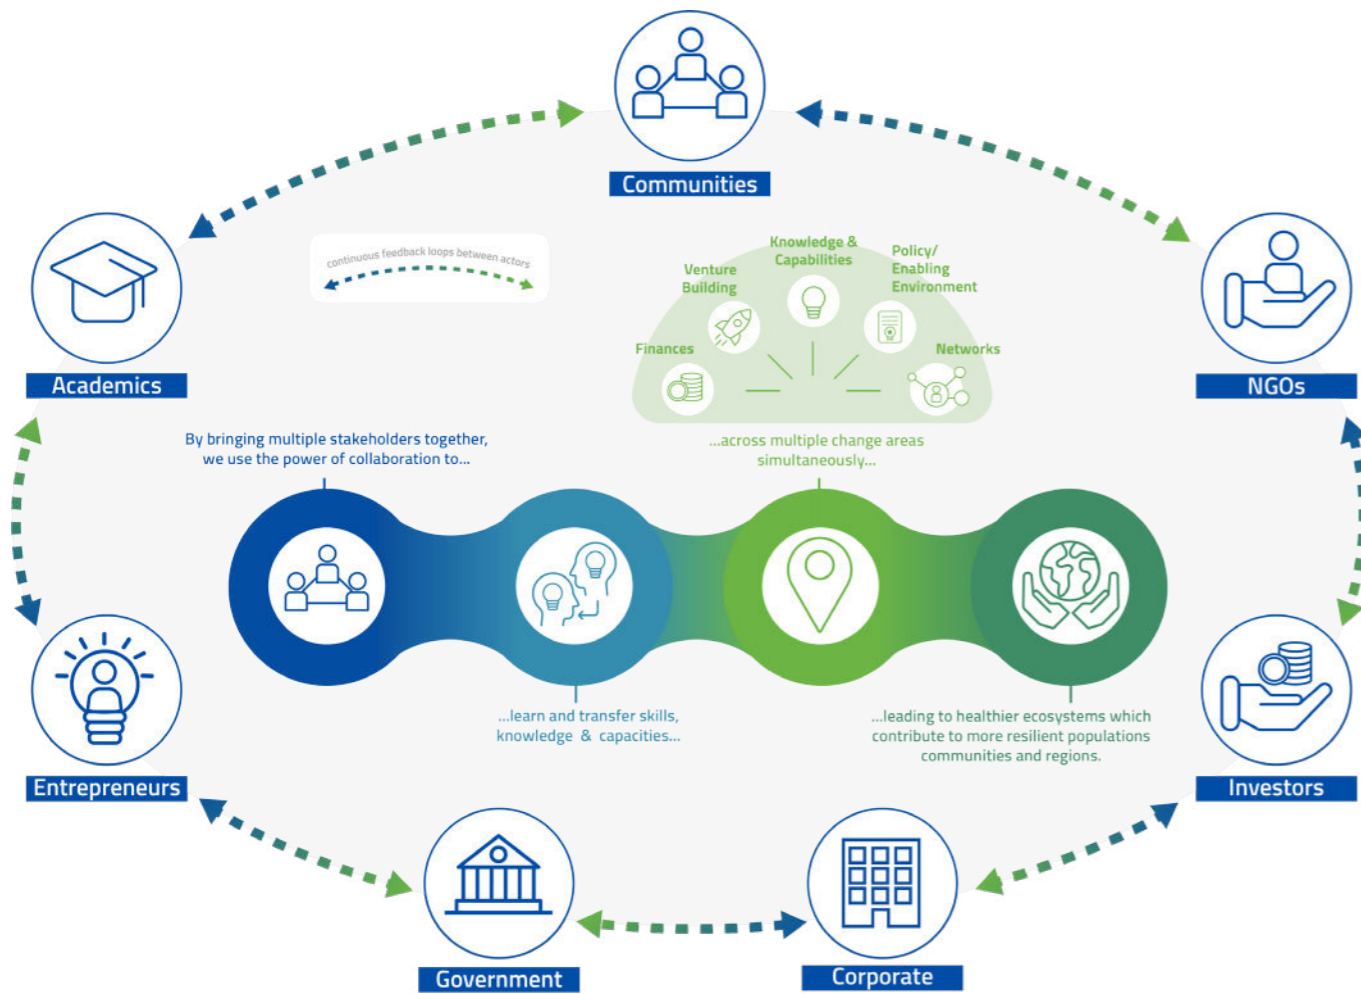 Communities
continuous feedback loops between actors
Knowledge &
Capabilities
Policy/
Enabling
Environment
Venture
Building
Finances
Networks
Academics
NGOs
By bringing multiple stakeholders together,
we use the power of collaboration to...
...across multiple change areas
simultaneously...
...learn and transfer skills,
knowledge & capacities...
...leading to healthier ecosystems which
contribute to more resilient populations
communities and regions.
Entrepreneurs
Investors
Government
Corporate